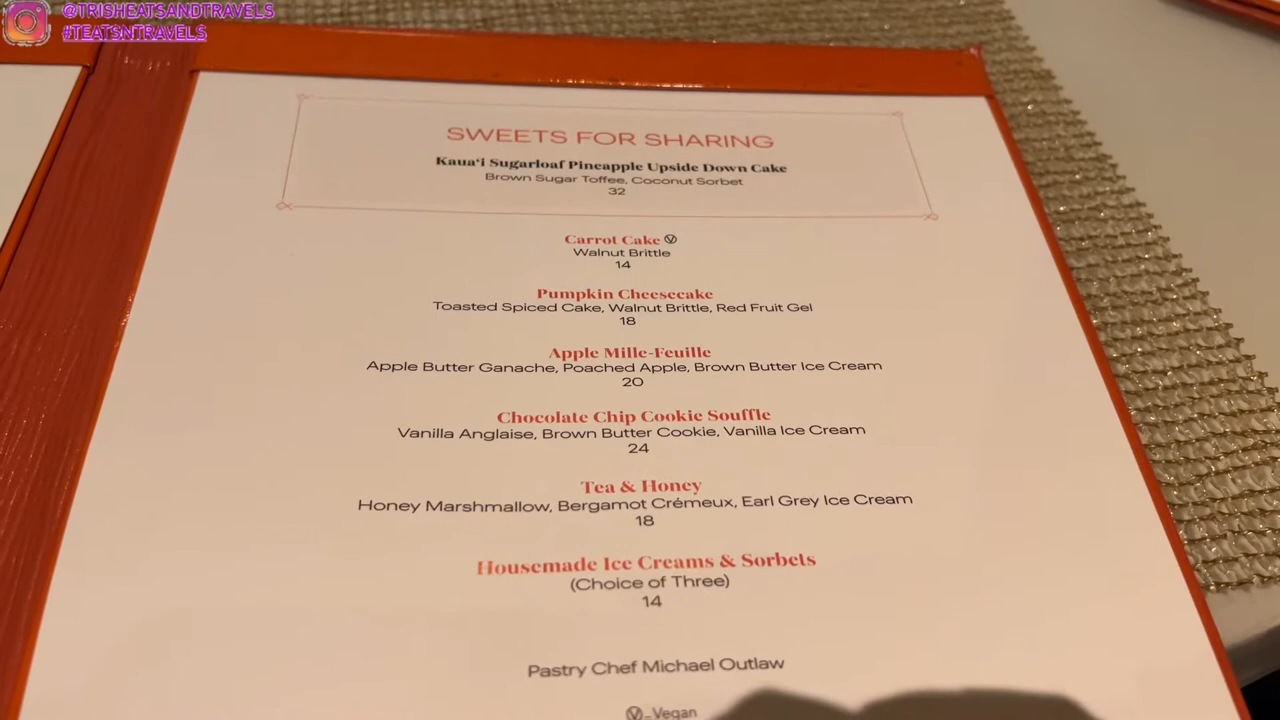 @TRISHEATSANDTRAVELS
#TEATSNTRAVELS
SWEETS FOR SHARING
Kauaʻi Sugarloaf Pineapple Upside Down Cake
Brown Sugar Toffee, Coconut Sorbet
32
Carrot Cake Ⓥ
Walnut Brittle
14
Pumpkin Cheesecake
Toasted Spiced Cake, Walnut Brittle, Red Fruit Gel
18
Apple Mille-Feuille
Apple Butter Ganache, Poached Apple, Brown Butter Ice Cream
20
Chocolate Chip Cookie Souffle
Vanilla Anglaise, Brown Butter Cookie, Vanilla Ice Cream
24
Tea & Honey
Honey Marshmallow, Bergamot Crémeux, Earl Grey Ice Cream
18
Housemade Ice Creams & Sorbets
(Choice of Three)
14
Pastry Chef Michael Outlaw
Ⓥ-Vegan